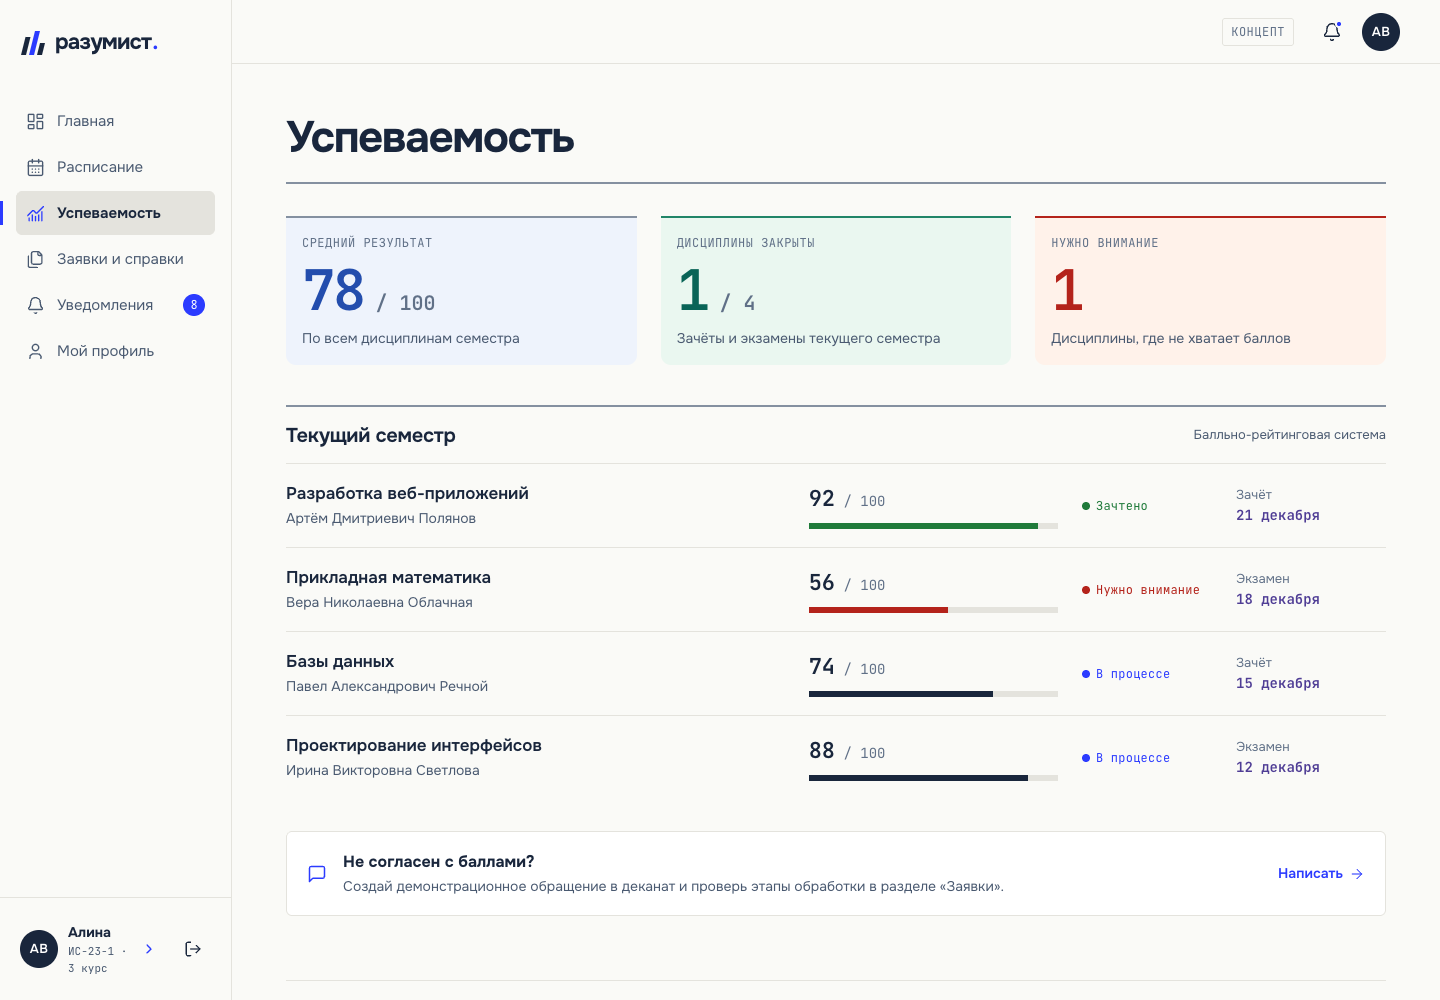 разумист.
КОНЦЕПТ
АВ
Главная
Расписание
Успеваемость
Заявки и справки
Уведомления 8
Мой профиль
Успеваемость
СРЕДНИЙ РЕЗУЛЬТАТ
78 / 100
По всем дисциплинам семестра
ДИСЦИПЛИНЫ ЗАКРЫТЫ
1 / 4
Зачёты и экзамены текущего семестра
НУЖНО ВНИМАНИЕ
1
Дисциплины, где не хватает баллов
Текущий семестр
Балльно-рейтинговая система
Разработка веб-приложений
Артём Дмитриевич Полянов
92 / 100
Зачтено
Зачёт
21 декабря
Прикладная математика
Вера Николаевна Облачная
56 / 100
Нужно внимание
Экзамен
18 декабря
Базы данных
Павел Александрович Речной
74 / 100
В процессе
Зачёт
15 декабря
Проектирование интерфейсов
Ирина Викторовна Светлова
88 / 100
В процессе
Экзамен
12 декабря
Не согласен с баллами?
Создай демонстрационное обращение в деканат и проверь этапы обработки в разделе «Заявки».
Написать
АВ
Алина
ИС-23-1 ·
3 курс